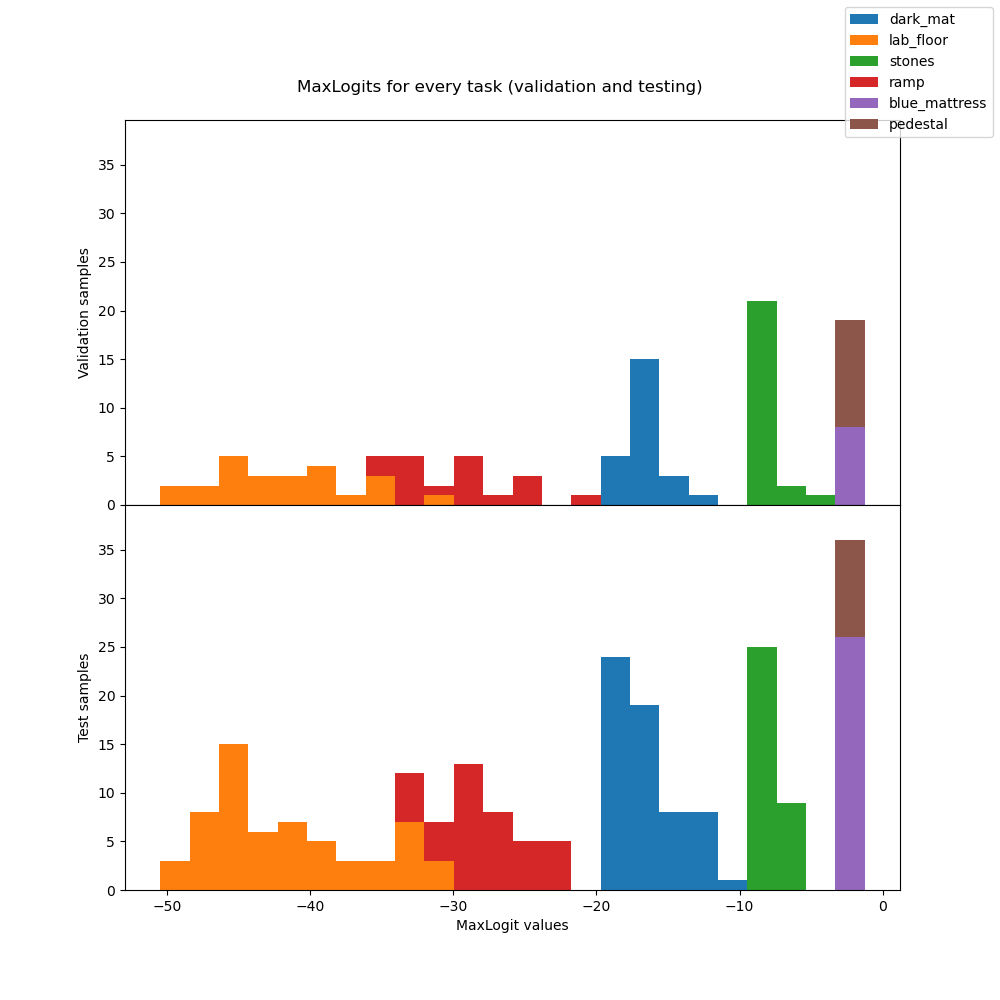 dark_mat
lab_floor
stones
ramp
blue_mattress
pedestal
MaxLogits for every task (validation and testing)
35
30
25
20
15
10
5
0
Validation samples
35
30
25
20
15
10
5
0
Test samples
−50 −40 −30 −20 −10 0
MaxLogit values